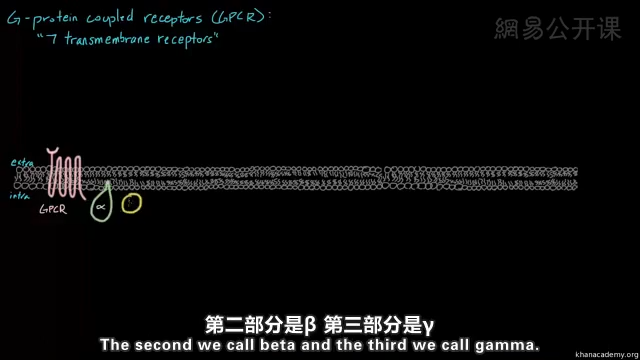 G-protein coupled receptors (GPCR):
"7 transmembrane receptors"
網易公开课
extra
intra
GPCR
∝
第二部分是β 第三部分是γ
The second we call beta and the third we call gamma.
khanacademy.org